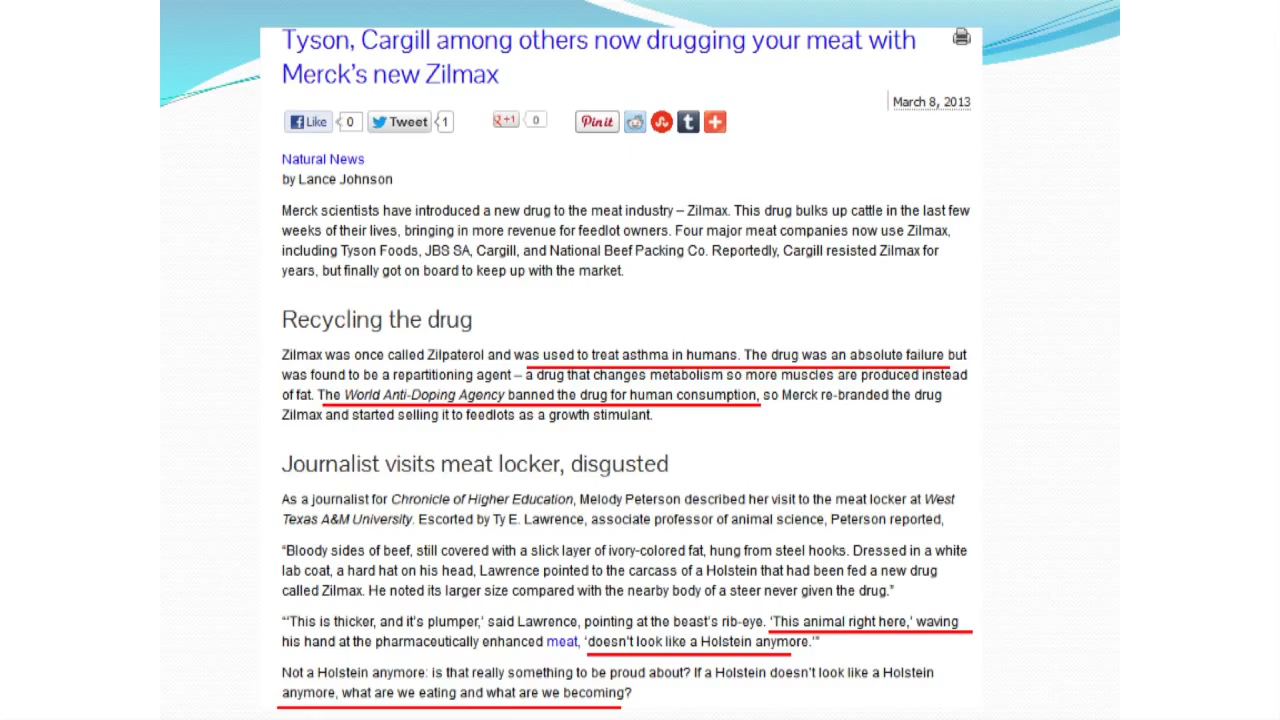 Tyson, Cargill among others now drugging your meat with
Merck's new Zilmax
March 8, 2013
Like 0 Tweet 1 +1 0 Pin it
Natural News
by Lance Johnson
Merck scientists have introduced a new drug to the meat industry – Zilmax. This drug bulks up cattle in the last few
weeks of their lives, bringing in more revenue for feedlot owners. Four major meat companies now use Zilmax,
including Tyson Foods, JBS SA, Cargill, and National Beef Packing Co. Reportedly, Cargill resisted Zilmax for
years, but finally got on board to keep up with the market.
Recycling the drug
Zilmax was once called Zilpaterol and was used to treat asthma in humans. The drug was an absolute failure but
was found to be a repartitioning agent – a drug that changes metabolism so more muscles are produced instead
of fat. The World Anti-Doping Agency banned the drug for human consumption, so Merck re-branded the drug
Zilmax and started selling it to feedlots as a growth stimulant.
Journalist visits meat locker, disgusted
As a journalist for Chronicle of Higher Education, Melody Peterson described her visit to the meat locker at West
Texas A&M University. Escorted by Ty E. Lawrence, associate professor of animal science, Peterson reported,
“Bloody sides of beef, still covered with a slick layer of ivory-colored fat, hung from steel hooks. Dressed in a white
lab coat, a hard hat on his head, Lawrence pointed to the carcass of a Holstein that had been fed a new drug
called Zilmax. He noted its larger size compared with the nearby body of a steer never given the drug.”
“‘This is thicker, and it's plumper,’ said Lawrence, pointing at the beast's rib-eye. ‘This animal right here,’ waving
his hand at the pharmaceutically enhanced meat, ‘doesn't look like a Holstein anymore.’”
Not a Holstein anymore: is that really something to be proud about? If a Holstein doesn't look like a Holstein
anymore, what are we eating and what are we becoming?